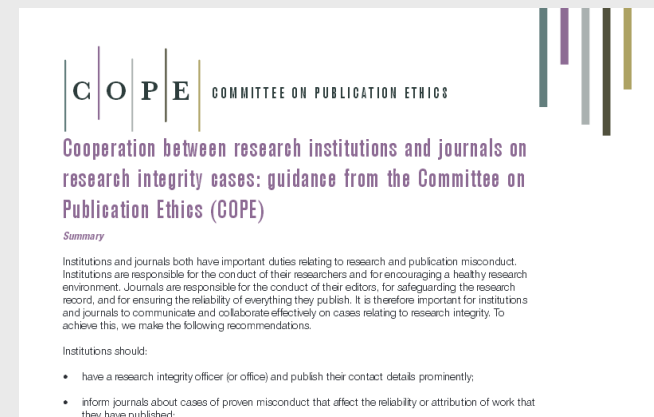 COPE COMMITTEE ON PUBLICATION ETHICS
Cooperation between research institutions and journals on
research integrity cases: guidance from the Committee on
Publication Ethics (COPE)
Summary
Institutions and journals both have important duties relating to research and publication misconduct.
Institutions are responsible for the conduct of their researchers and for encouraging a healthy research
environment. Journals are responsible for the conduct of their editors, for safeguarding the research
record, and for ensuring the reliability of everything they publish. It is therefore important for institutions
and journals to communicate and collaborate effectively on cases relating to research integrity. To
achieve this, we make the following recommendations.
Institutions should:
• have a research integrity officer (or office) and publish their contact details prominently;
• inform journals about cases of proven misconduct that affect the reliability or attribution of work that
they have published;